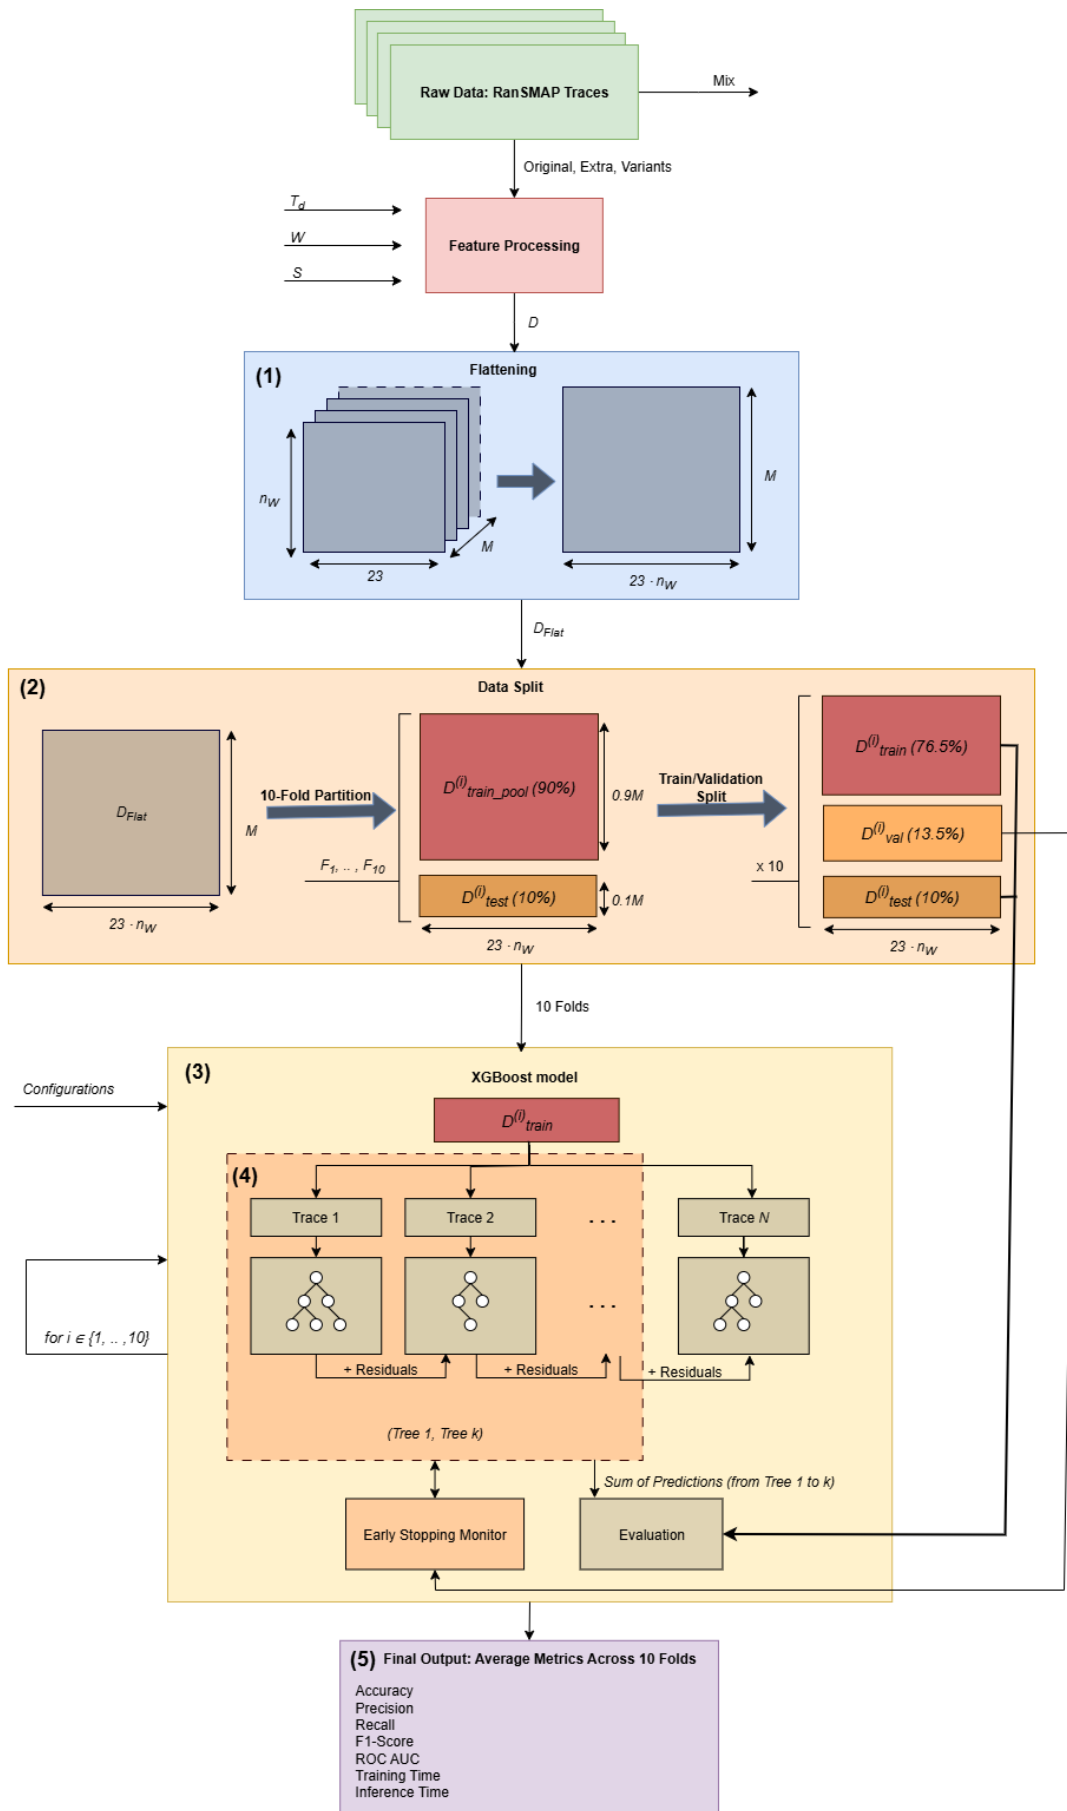 Raw Data: RanSMAP Traces
Mix
Original, Extra, Variants
T_d
W
S
Feature Processing
D
(1)
Flattening
n_W
M
23
M
23 · n_W
D_Flat
(2)
Data Split
D_Flat
M
23 · n_W
10-Fold Partition
F_1, .. , F_10
D^(i)_train_pool (90%)
0.9M
D^(i)_test (10%)
0.1M
23 · n_W
Train/Validation
Split
x 10
D^(i)_train (76.5%)
D^(i)_val (13.5%)
D^(i)_test (10%)
23 · n_W
10 Folds
(3)
XGBoost model
Configurations
D^(i)_train
(4)
Trace 1
Trace 2
. . .
Trace N
. . .
for i ∈ {1, .. ,10}
+ Residuals
+ Residuals
+ Residuals
(Tree 1, Tree k)
Sum of Predictions (from Tree 1 to k)
Early Stopping Monitor
Evaluation
(5) Final Output: Average Metrics Across 10 Folds
Accuracy
Precision
Recall
F1-Score
ROC AUC
Training Time
Inference Time